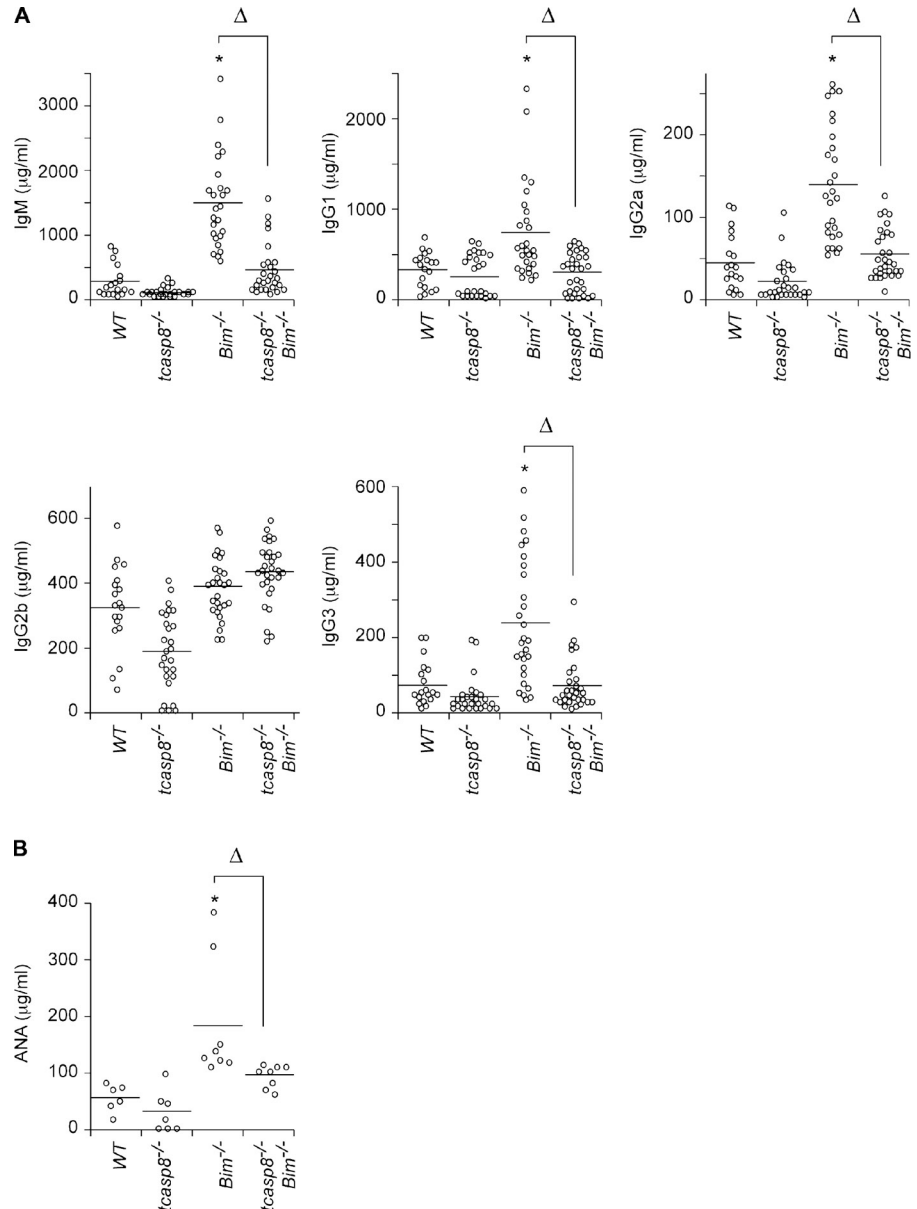 A
Δ
*
IgM (μg/ml)
3000
2000
1000
0
WT
tcasp8-/-
Bim-/-
tcasp8-/-
Bim-/-
Δ
*
IgG1 (μg/ml)
2000
1000
0
WT
tcasp8-/-
Bim-/-
tcasp8-/-
Bim-/-
Δ
*
IgG2a (μg/ml)
200
100
0
WT
tcasp8-/-
Bim-/-
tcasp8-/-
Bim-/-
IgG2b (μg/ml)
600
400
200
0
WT
tcasp8-/-
Bim-/-
tcasp8-/-
Bim-/-
Δ
*
IgG3 (μg/ml)
600
400
200
0
WT
tcasp8-/-
Bim-/-
tcasp8-/-
Bim-/-
B
Δ
*
ANA (μg/ml)
400
300
200
100
0
WT
tcasp8-/-
Bim-/-
tcasp8-/-
Bim-/-